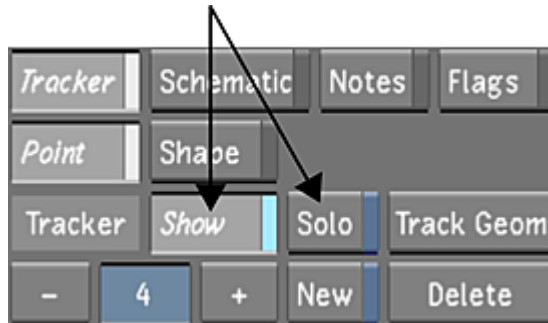 Tracker Schematic Notes Flags
Point Shape
Tracker Show Solo Track Geom
- 4 + New Delete